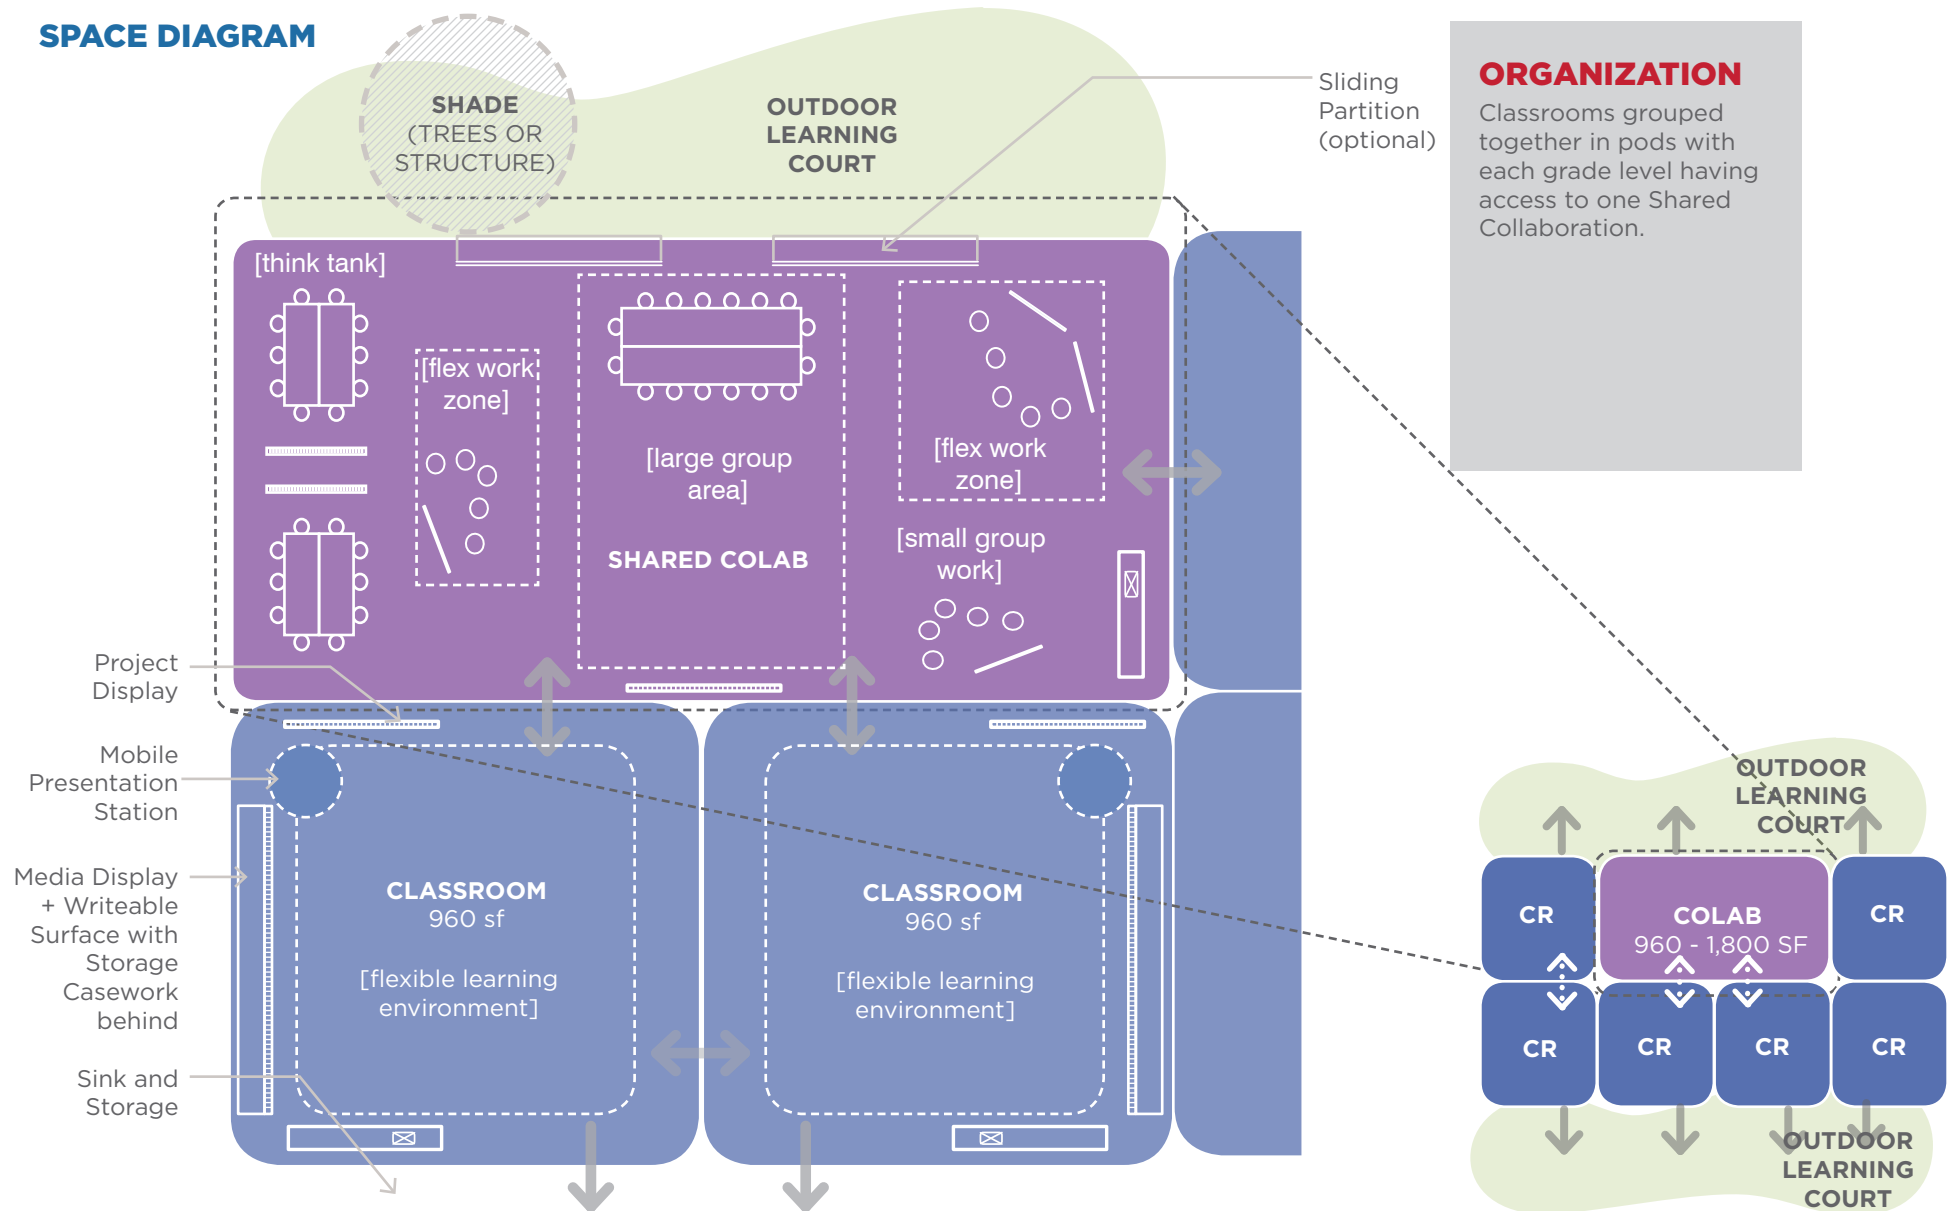 SPACE DIAGRAM
SHADE
(TREES OR
STRUCTURE)
OUTDOOR
LEARNING
COURT
Sliding
Partition
(optional)
ORGANIZATION
Classrooms grouped
together in pods with
each grade level having
access to one Shared
Collaboration.
[think tank]
[flex work
zone]
[large group
area]
SHARED COLAB
[flex work
zone]
[small group
work]
Project
Display
Mobile
Presentation
Station
Media Display
+ Writeable
Surface with
Storage
Casework
behind
Sink and
Storage
CLASSROOM
960 sf
[flexible learning
environment]
CLASSROOM
960 sf
[flexible learning
environment]
OUTDOOR
LEARNING
COURT
CR
COLAB
960 - 1,800 SF
CR
CR
CR
CR
CR
OUTDOOR
LEARNING
COURT